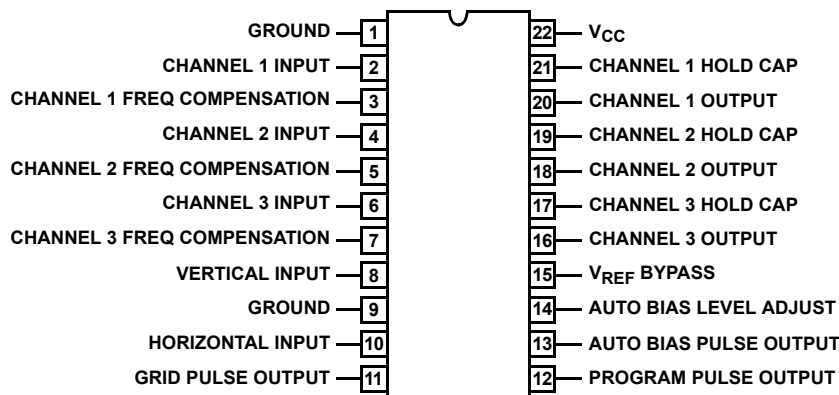 GROUND 1 22 VCC
CHANNEL 1 INPUT 2 21 CHANNEL 1 HOLD CAP
CHANNEL 1 FREQ COMPENSATION 3 20 CHANNEL 1 OUTPUT
CHANNEL 2 INPUT 4 19 CHANNEL 2 HOLD CAP
CHANNEL 2 FREQ COMPENSATION 5 18 CHANNEL 2 OUTPUT
CHANNEL 3 INPUT 6 17 CHANNEL 3 HOLD CAP
CHANNEL 3 FREQ COMPENSATION 7 16 CHANNEL 3 OUTPUT
VERTICAL INPUT 8 15 VREF BYPASS
GROUND 9 14 AUTO BIAS LEVEL ADJUST
HORIZONTAL INPUT 10 13 AUTO BIAS PULSE OUTPUT
GRID PULSE OUTPUT 11 12 PROGRAM PULSE OUTPUT